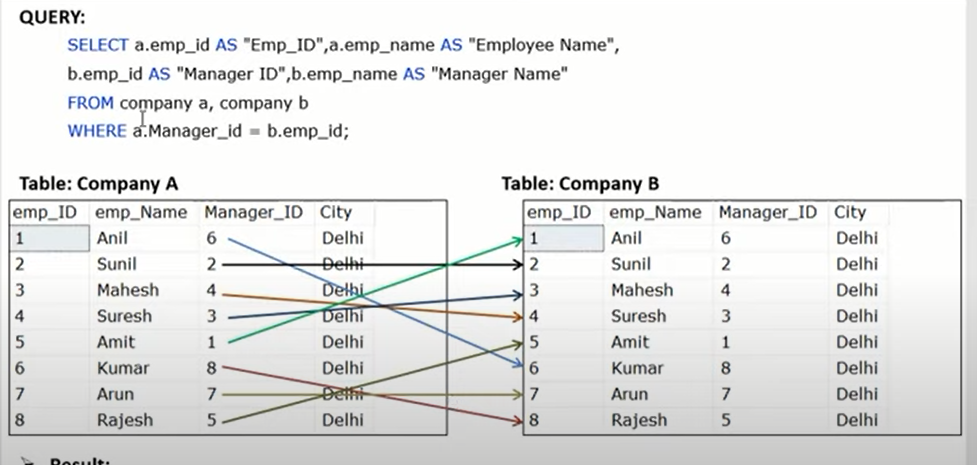 QUERY:
SELECT a.emp_id AS "Emp_ID",a.emp_name AS "Employee Name",
b.emp_id AS "Manager ID",b.emp_name AS "Manager Name"
FROM company a, company b
WHERE a.Manager_id = b.emp_id;
Table: Company A
emp_ID emp_Name Manager_ID City
1 Anil 6 Delhi
2 Sunil 2 Delhi
3 Mahesh 4 Delhi
4 Suresh 3 Delhi
5 Amit 1 Delhi
6 Kumar 8 Delhi
7 Arun 7 Delhi
8 Rajesh 5 Delhi
Table: Company B
emp_ID emp_Name Manager_ID City
1 Anil 6 Delhi
2 Sunil 2 Delhi
3 Mahesh 4 Delhi
4 Suresh 3 Delhi
5 Amit 1 Delhi
6 Kumar 8 Delhi
7 Arun 7 Delhi
8 Rajesh 5 Delhi
Result: